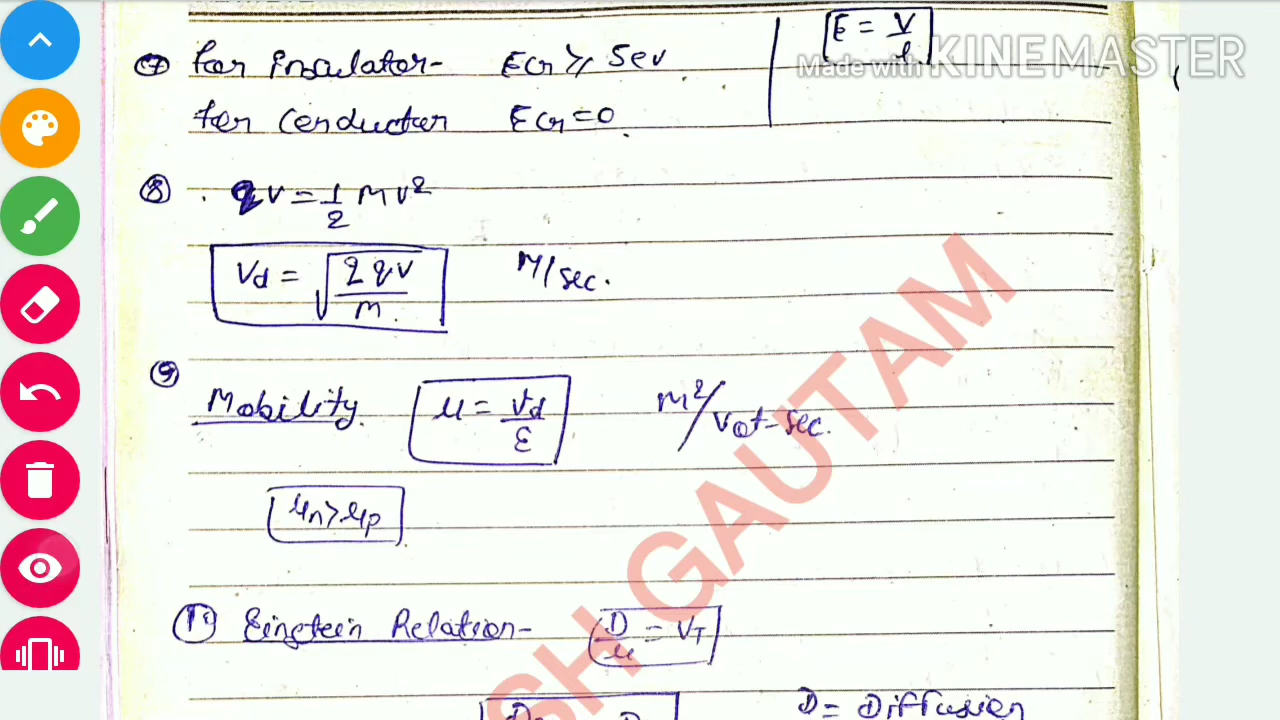 E = V/l
Made with KINEMASTER
⑦ For Insulator- EG ≥ 5ev
For Conductor EG = 0
⑧ qv = 1/2 mv²
Vd = √(2qv/m) M/sec.
⑨ Mobility μ = Vd/ε m²/Volt-sec.
μn > μp
⑩ Einstein Relation- D/μ = VT
D = Diffusion
SH GAUTAM